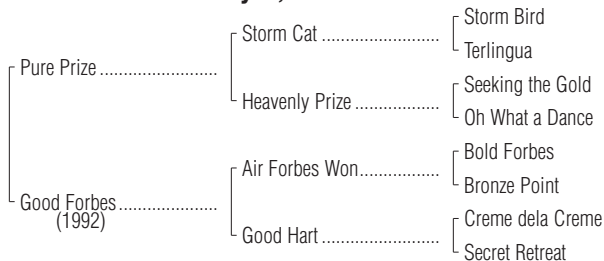 Storm Bird
Storm Cat ........................
Terlingua
Pure Prize ........................
Seeking the Gold
Heavenly Prize .................
Oh What a Dance
Bold Forbes
Air Forbes Won................
Bronze Point
Good Forbes....................
(1992)
Creme dela Creme
Good Hart ........................
Secret Retreat